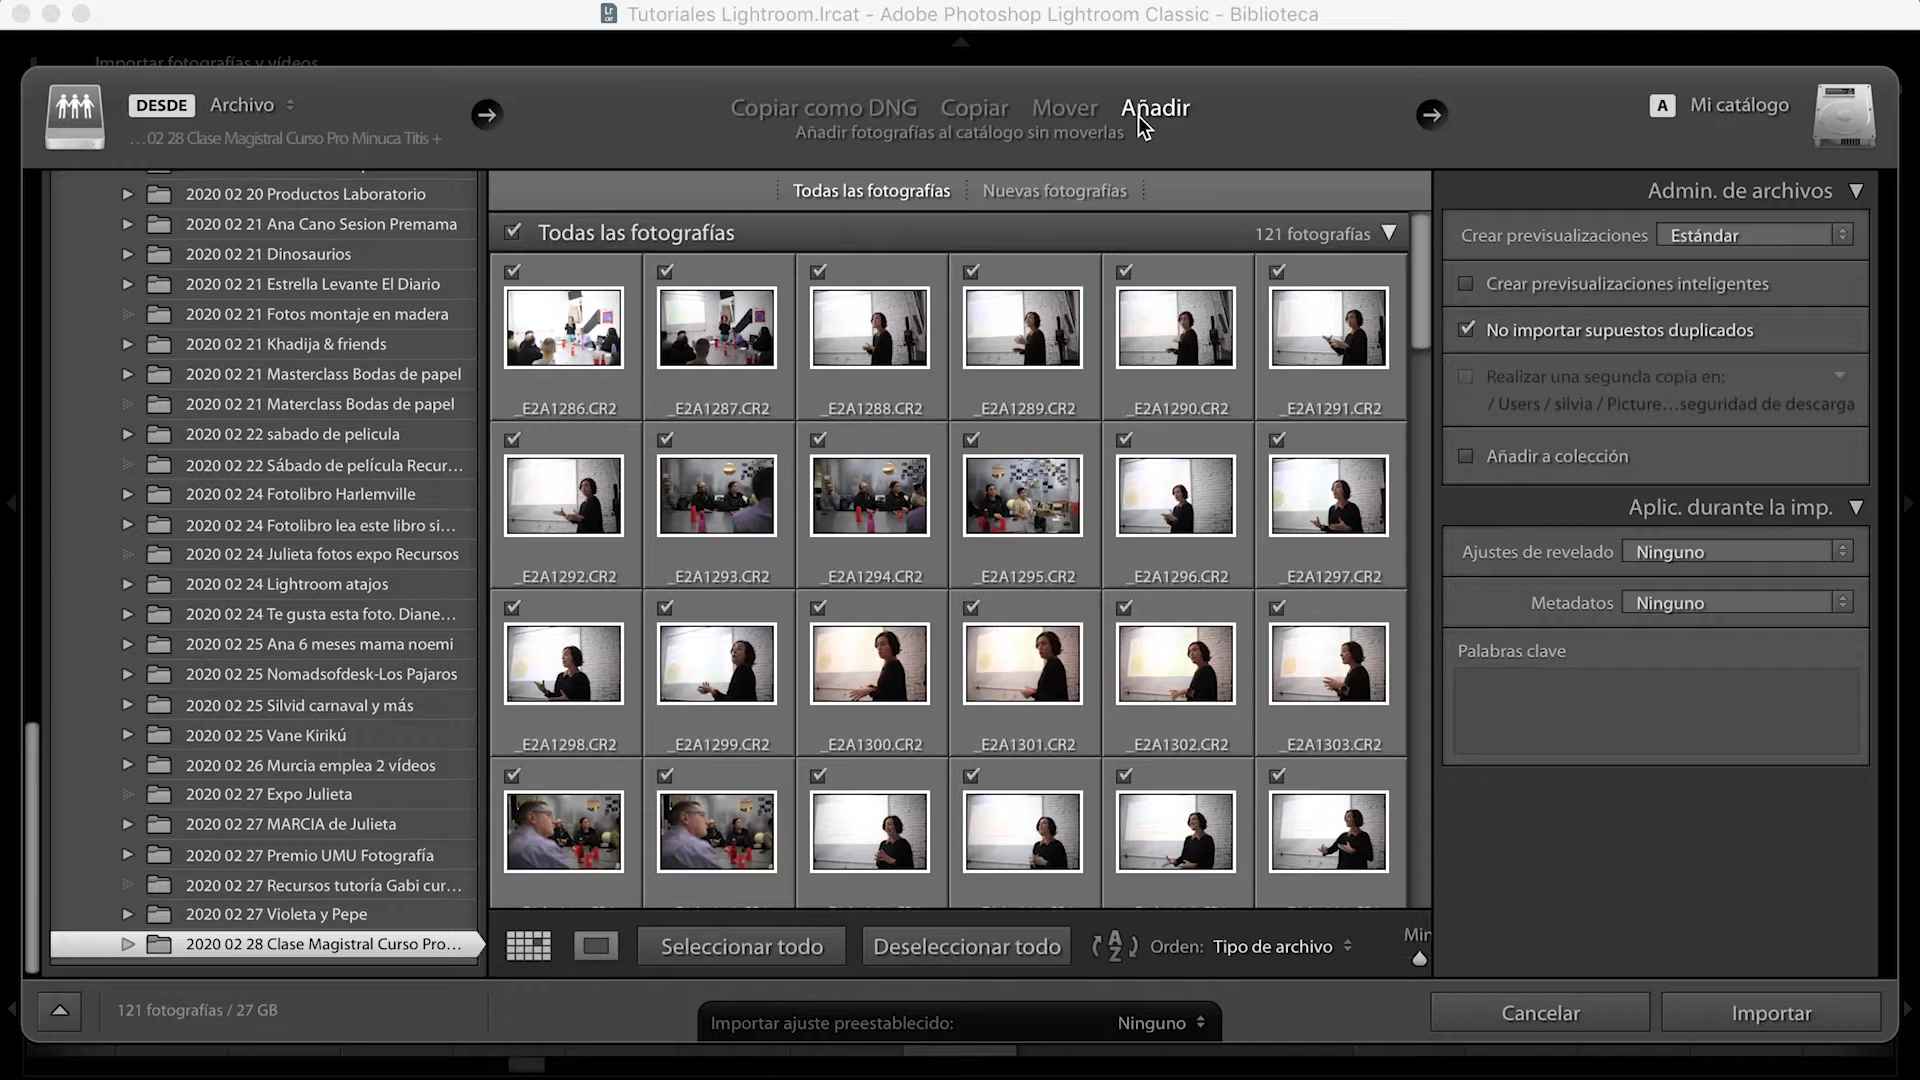 Tutoriales Lightroom.lrcat - Adobe Photoshop Lightroom Classic - Biblioteca
Importar fotografías y vídeos
DESDE Archivo
...02 28 Clase Magistral Curso Pro Minuca Titis +
Copiar como DNG Copiar Mover Añadir
Añadir fotografías al catálogo sin moverlas
A Mi catálogo
2020 02 20 Productos Laboratorio
2020 02 21 Ana Cano Sesion Premama
2020 02 21 Dinosaurios
2020 02 21 Estrella Levante El Diario
2020 02 21 Fotos montaje en madera
2020 02 21 Khadija & friends
2020 02 21 Masterclass Bodas de papel
2020 02 21 Materclass Bodas de papel
2020 02 22 sabado de pelicula
2020 02 22 Sábado de película Recur...
2020 02 24 Fotolibro Harlemville
2020 02 24 Fotolibro lea este libro si...
2020 02 24 Julieta fotos expo Recursos
2020 02 24 Lightroom atajos
2020 02 24 Te gusta esta foto. Diane...
2020 02 25 Ana 6 meses mama noemi
2020 02 25 Nomadsofdesk-Los Pajaros
2020 02 25 Silvid carnaval y más
2020 02 25 Vane Kirikú
2020 02 26 Murcia emplea 2 vídeos
2020 02 27 Expo Julieta
2020 02 27 MARCIA de Julieta
2020 02 27 Premio UMU Fotografía
2020 02 27 Recursos tutoría Gabi cur...
2020 02 27 Violeta y Pepe
2020 02 28 Clase Magistral Curso Pro...
Todas las fotografías Nuevas fotografías
Todas las fotografías 121 fotografías
_E2A1286.CR2 _E2A1287.CR2 _E2A1288.CR2 _E2A1289.CR2 _E2A1290.CR2 _E2A1291.CR2
_E2A1292.CR2 _E2A1293.CR2 _E2A1294.CR2 _E2A1295.CR2 _E2A1296.CR2 _E2A1297.CR2
_E2A1298.CR2 _E2A1299.CR2 _E2A1300.CR2 _E2A1301.CR2 _E2A1302.CR2 _E2A1303.CR2
Seleccionar todo Deseleccionar todo AZ Orden: Tipo de archivo
Admin. de archivos
Crear previsualizaciones Estándar
Crear previsualizaciones inteligentes
No importar supuestos duplicados
Realizar una segunda copia en:
/ Users / silvia / Picture...seguridad de descarga
Añadir a colección
Aplic. durante la imp.
Ajustes de revelado Ninguno
Metadatos Ninguno
Palabras clave
121 fotografías / 27 GB
Importar ajuste preestablecido: Ninguno
Cancelar Importar